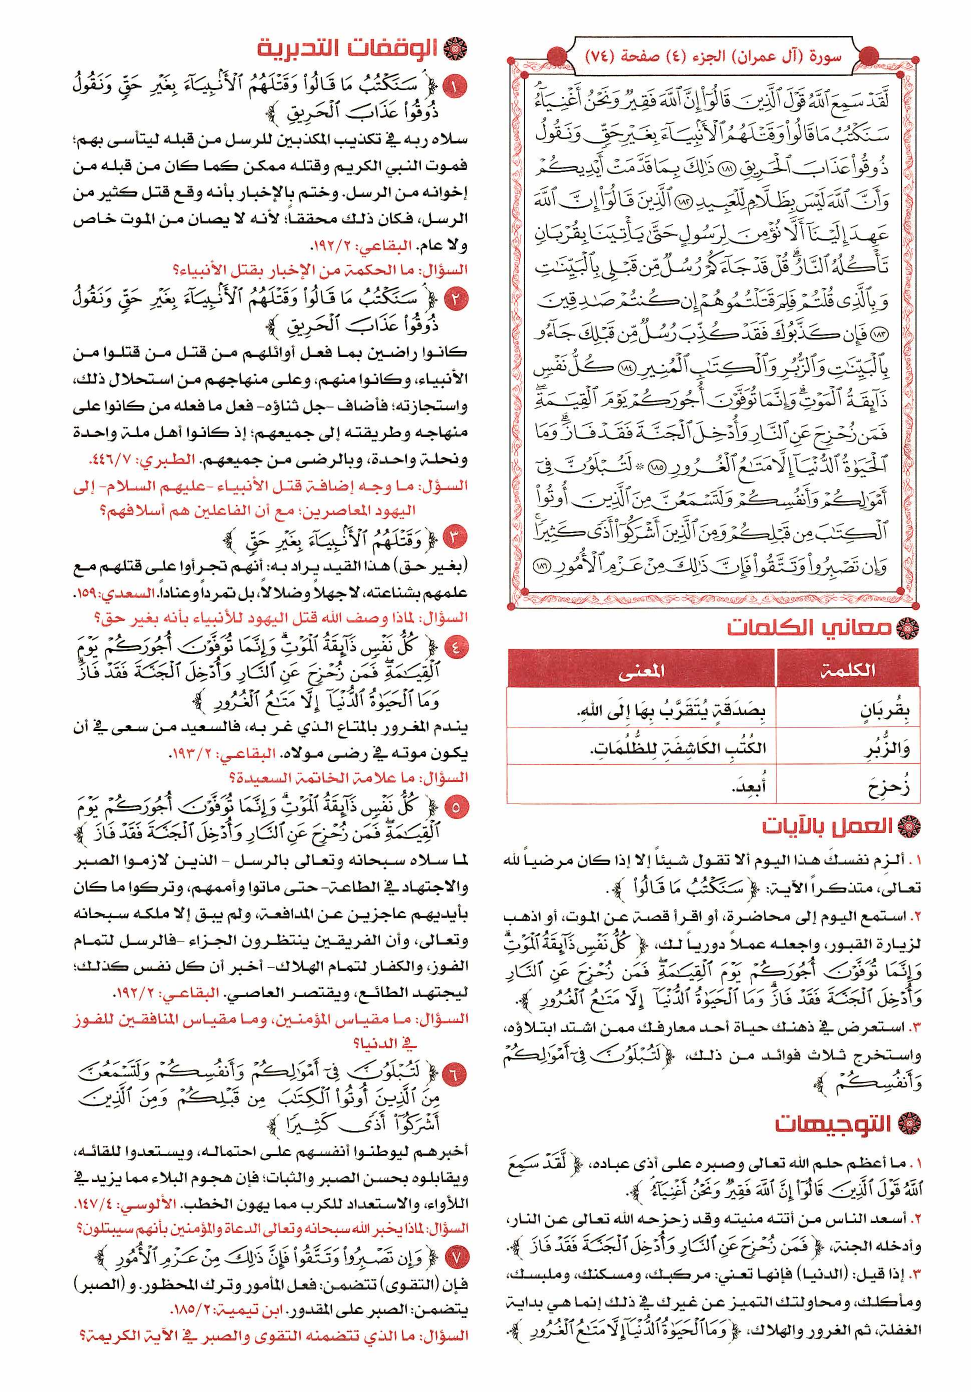 سورة (آل عمران) الجزء (٤) صفحة (٧٤)
لَّقَدْ سَمِعَ ٱللَّهُ قَوْلَ ٱلَّذِينَ قَالُوٓا۟ إِنَّ ٱللَّهَ فَقِيرٌ وَنَحْنُ أَغْنِيَآءُ
سَنَكْتُبُ مَا قَالُوا۟ وَقَتْلَهُمُ ٱلْأَنۢبِيَآءَ بِغَيْرِ حَقٍّ وَنَقُولُ
ذُوقُوا۟ عَذَابَ ٱلْحَرِيقِ ١٨١ ذَٰلِكَ بِمَا قَدَّمَتْ أَيْدِيكُمْ
وَأَنَّ ٱللَّهَ لَيْسَ بِظَلَّامٍ لِّلْعَبِيدِ ١٨٢ ٱلَّذِينَ قَالُوٓا۟ إِنَّ ٱللَّهَ
عَهِدَ إِلَيْنَآ أَلَّا نُؤْمِنَ لِرَسُولٍ حَتَّىٰ يَأْتِيَنَا بِقُرْبَانٍ
تَأْكُلُهُ ٱلنَّارُ ۗ قُلْ قَدْ جَآءَكُمْ رُسُلٌ مِّن قَبْلِى بِٱلْبَيِّنَٰتِ
وَبِٱلَّذِى قُلْتُمْ فَلِمَ قَتَلْتُمُوهُمْ إِن كُنتُمْ صَٰدِقِينَ
١٨٣ فَإِن كَذَّبُوكَ فَقَدْ كُذِّبَ رُسُلٌ مِّن قَبْلِكَ جَآءُو
بِٱلْبَيِّنَٰتِ وَٱلزُّبُرِ وَٱلْكِتَٰبِ ٱلْمُنِيرِ ١٨٤ كُلُّ نَفْسٍ
ذَآئِقَةُ ٱلْمَوْتِ ۗ وَإِنَّمَا تُوَفَّوْنَ أُجُورَكُمْ يَوْمَ ٱلْقِيَٰمَةِ ۖ
فَمَن زُحْزِحَ عَنِ ٱلنَّارِ وَأُدْخِلَ ٱلْجَنَّةَ فَقَدْ فَازَ ۗ وَمَا
ٱلْحَيَوٰةُ ٱلدُّنْيَآ إِلَّا مَتَٰعُ ٱلْغُرُورِ ١٨٥ ۞ لَتُبْلَوُنَّ فِىٓ
أَمْوَٰلِكُمْ وَأَنفُسِكُمْ وَلَتَسْمَعُنَّ مِنَ ٱلَّذِينَ أُوتُوا۟
ٱلْكِتَٰبَ مِن قَبْلِكُمْ وَمِنَ ٱلَّذِينَ أَشْرَكُوٓا۟ أَذًى كَثِيرًا ۚ
وَإِن تَصْبِرُوا۟ وَتَتَّقُوا۟ فَإِنَّ ذَٰلِكَ مِنْ عَزْمِ ٱلْأُمُورِ ١٨٦
معاني الكلمات
الكلمة المعنى
بِقُربَانٍ بِصَدَقَةٍ يُتَقَرَّبُ بِهَا إِلَى اللهِ.
وَالزُّبُرِ الكُتُبِ الكَاشِفَةِ لِلظُّلُمَاتِ.
زُحزِحَ أُبعِدَ.
العمل بالآيات
١. ألزم نفسك هذا اليوم ألا تقول شيئاً إلا إذا كان مرضياً لله
تعالى، متذكراً الآية: ﴿ سَنَكْتُبُ مَا قَالُوا۟ ﴾.
٢. استمع اليوم إلى محاضرة، أو اقرأ قصة عن الموت، أو اذهب
لزيارة القبور، واجعله عملاً دورياً لك، ﴿ كُلُّ نَفْسٍ ذَآئِقَةُ ٱلْمَوْتِ ۗ
وَإِنَّمَا تُوَفَّوْنَ أُجُورَكُمْ يَوْمَ ٱلْقِيَٰمَةِ ۖ فَمَن زُحْزِحَ عَنِ ٱلنَّارِ
وَأُدْخِلَ ٱلْجَنَّةَ فَقَدْ فَازَ ۗ وَمَا ٱلْحَيَوٰةُ ٱلدُّنْيَآ إِلَّا مَتَٰعُ ٱلْغُرُورِ ﴾.
٣. استعرض في ذهنك حياة أحد معارفك ممن اشتد ابتلاؤه،
واستخرج ثلاث فوائد من ذلك، ﴿ لَتُبْلَوُنَّ فِىٓ أَمْوَٰلِكُمْ
وَأَنفُسِكُمْ ﴾
التوجيهات
١. ما أعظم حلم الله تعالى وصبره على أذى عباده، ﴿ لَّقَدْ سَمِعَ
ٱللَّهُ قَوْلَ ٱلَّذِينَ قَالُوٓا۟ إِنَّ ٱللَّهَ فَقِيرٌ وَنَحْنُ أَغْنِيَآءُ ﴾.
٢. أسعد الناس من أتته منيته وقد زحزحه الله تعالى عن النار،
وأدخله الجنة، ﴿ فَمَن زُحْزِحَ عَنِ ٱلنَّارِ وَأُدْخِلَ ٱلْجَنَّةَ فَقَدْ فَازَ ﴾.
٣. إذا قيل: (الدنيا) فإنها تعني: مركبك، ومسكنك، وملبسك،
ومأكلك، ومحاولتك التميز عن غيرك في ذلك إنما هي بداية
الغفلة، ثم الغرور والهلاك، ﴿ وَمَا ٱلْحَيَوٰةُ ٱلدُّنْيَآ إِلَّا مَتَٰعُ ٱلْغُرُورِ ﴾.
الوقفات التدبرية
١ ﴿ سَنَكْتُبُ مَا قَالُوا۟ وَقَتْلَهُمُ ٱلْأَنۢبِيَآءَ بِغَيْرِ حَقٍّ وَنَقُولُ
ذُوقُوا۟ عَذَابَ ٱلْحَرِيقِ ﴾
سلاه ربه في تكذيب المكذبين للرسل من قبله ليتأسى بهم؛
فموت النبي الكريم وقتله ممكن كما كان من قبله من
إخوانه من الرسل. وختم بالإخبار بأنه وقع قتل كثير من
الرسل، فكان ذلك محققاً؛ لأنه لا يصان من الموت خاص
ولا عام. البقاعي: ١٩٢/٢.
السؤال: ما الحكمة من الإخبار بقتل الأنبياء؟
٢ ﴿ سَنَكْتُبُ مَا قَالُوا۟ وَقَتْلَهُمُ ٱلْأَنۢبِيَآءَ بِغَيْرِ حَقٍّ وَنَقُولُ
ذُوقُوا۟ عَذَابَ ٱلْحَرِيقِ ﴾
كانوا راضين بما فعل أوائلهم من قتل من قتلوا من
الأنبياء، وكانوا منهم، وعلى منهاجهم من استحلال ذلك،
واستجازته؛ فأضاف -جل ثناؤه- فعل ما فعله من كانوا على
منهاجه وطريقته إلى جميعهم؛ إذ كانوا أهل ملة واحدة
ونحلة واحدة، وبالرضى من جميعهم. الطبري: ٤٤٦/٧.
السؤل: ما وجه إضافة قتل الأنبياء -عليهم السلام- إلى
اليهود المعاصرين؛ مع أن الفاعلين هم أسلافهم؟
٣ ﴿ وَقَتْلَهُمُ ٱلْأَنۢبِيَآءَ بِغَيْرِ حَقٍّ ﴾
(بغير حق) هذا القيد يراد به: أنهم تجرأوا على قتلهم مع
علمهم بشناعته، لا جهلاً وضلالاً، بل تمرداً وعناداً. السعدي: ١٥٩.
السؤال: لماذا وصف الله قتل اليهود للأنبياء بأنه بغير حق؟
٤ ﴿ كُلُّ نَفْسٍ ذَآئِقَةُ ٱلْمَوْتِ ۗ وَإِنَّمَا تُوَفَّوْنَ أُجُورَكُمْ يَوْمَ
ٱلْقِيَٰمَةِ ۖ فَمَن زُحْزِحَ عَنِ ٱلنَّارِ وَأُدْخِلَ ٱلْجَنَّةَ فَقَدْ فَازَ ۗ
وَمَا ٱلْحَيَوٰةُ ٱلدُّنْيَآ إِلَّا مَتَٰعُ ٱلْغُرُورِ ﴾
يندم المغرور بالمتاع الذي غر به، فالسعيد من سعى في أن
يكون موته في رضى مولاه. البقاعي: ١٩٣/٢.
السؤال: ما علامة الخاتمة السعيدة؟
٥ ﴿ كُلُّ نَفْسٍ ذَآئِقَةُ ٱلْمَوْتِ ۗ وَإِنَّمَا تُوَفَّوْنَ أُجُورَكُمْ يَوْمَ
ٱلْقِيَٰمَةِ ۖ فَمَن زُحْزِحَ عَنِ ٱلنَّارِ وَأُدْخِلَ ٱلْجَنَّةَ فَقَدْ فَازَ ﴾
لما سلاه سبحانه وتعالى بالرسل - الذين لازموا الصبر
والاجتهاد في الطاعة- حتى ماتوا وأممهم، وتركوا ما كان
بأيديهم عاجزين عن المدافعة، ولم يبق إلا ملكه سبحانه
وتعالى، وأن الفريقين ينتظرون الجزاء -فالرسل لتمام
الفوز، والكفار لتمام الهلاك- أخبر أن كل نفس كذلك؛
ليجتهد الطائع، ويقتصر العاصي. البقاعي: ١٩٢/٢.
السؤال: ما مقياس المؤمنين، وما مقياس المنافقين للفوز
في الدنيا؟
٦ ﴿ لَتُبْلَوُنَّ فِىٓ أَمْوَٰلِكُمْ وَأَنفُسِكُمْ وَلَتَسْمَعُنَّ
مِنَ ٱلَّذِينَ أُوتُوا۟ ٱلْكِتَٰبَ مِن قَبْلِكُمْ وَمِنَ ٱلَّذِينَ
أَشْرَكُوٓا۟ أَذًى كَثِيرًا ﴾
أخبرهم ليوطنوا أنفسهم على احتماله، ويستعدوا للقائه،
ويقابلوه بحسن الصبر والثبات؛ فإن هجوم البلاء مما يزيد في
اللأواء، والاستعداد للكرب مما يهون الخطب. الألوسي: ١٤٧/٤.
السؤال: لماذا يخبر الله سبحانه وتعالى الدعاة والمؤمنين بأنهم سيبتلون؟
٧ ﴿ وَإِن تَصْبِرُوا۟ وَتَتَّقُوا۟ فَإِنَّ ذَٰلِكَ مِنْ عَزْمِ ٱلْأُمُورِ ﴾
فإن (التقوى) تتضمن: فعل المأمور وترك المحظور. و (الصبر)
يتضمن: الصبر على المقدور. ابن تيمية: ١٨٥/٢.
السؤال: ما الذي تتضمنه التقوى والصبر في الآية الكريمة؟